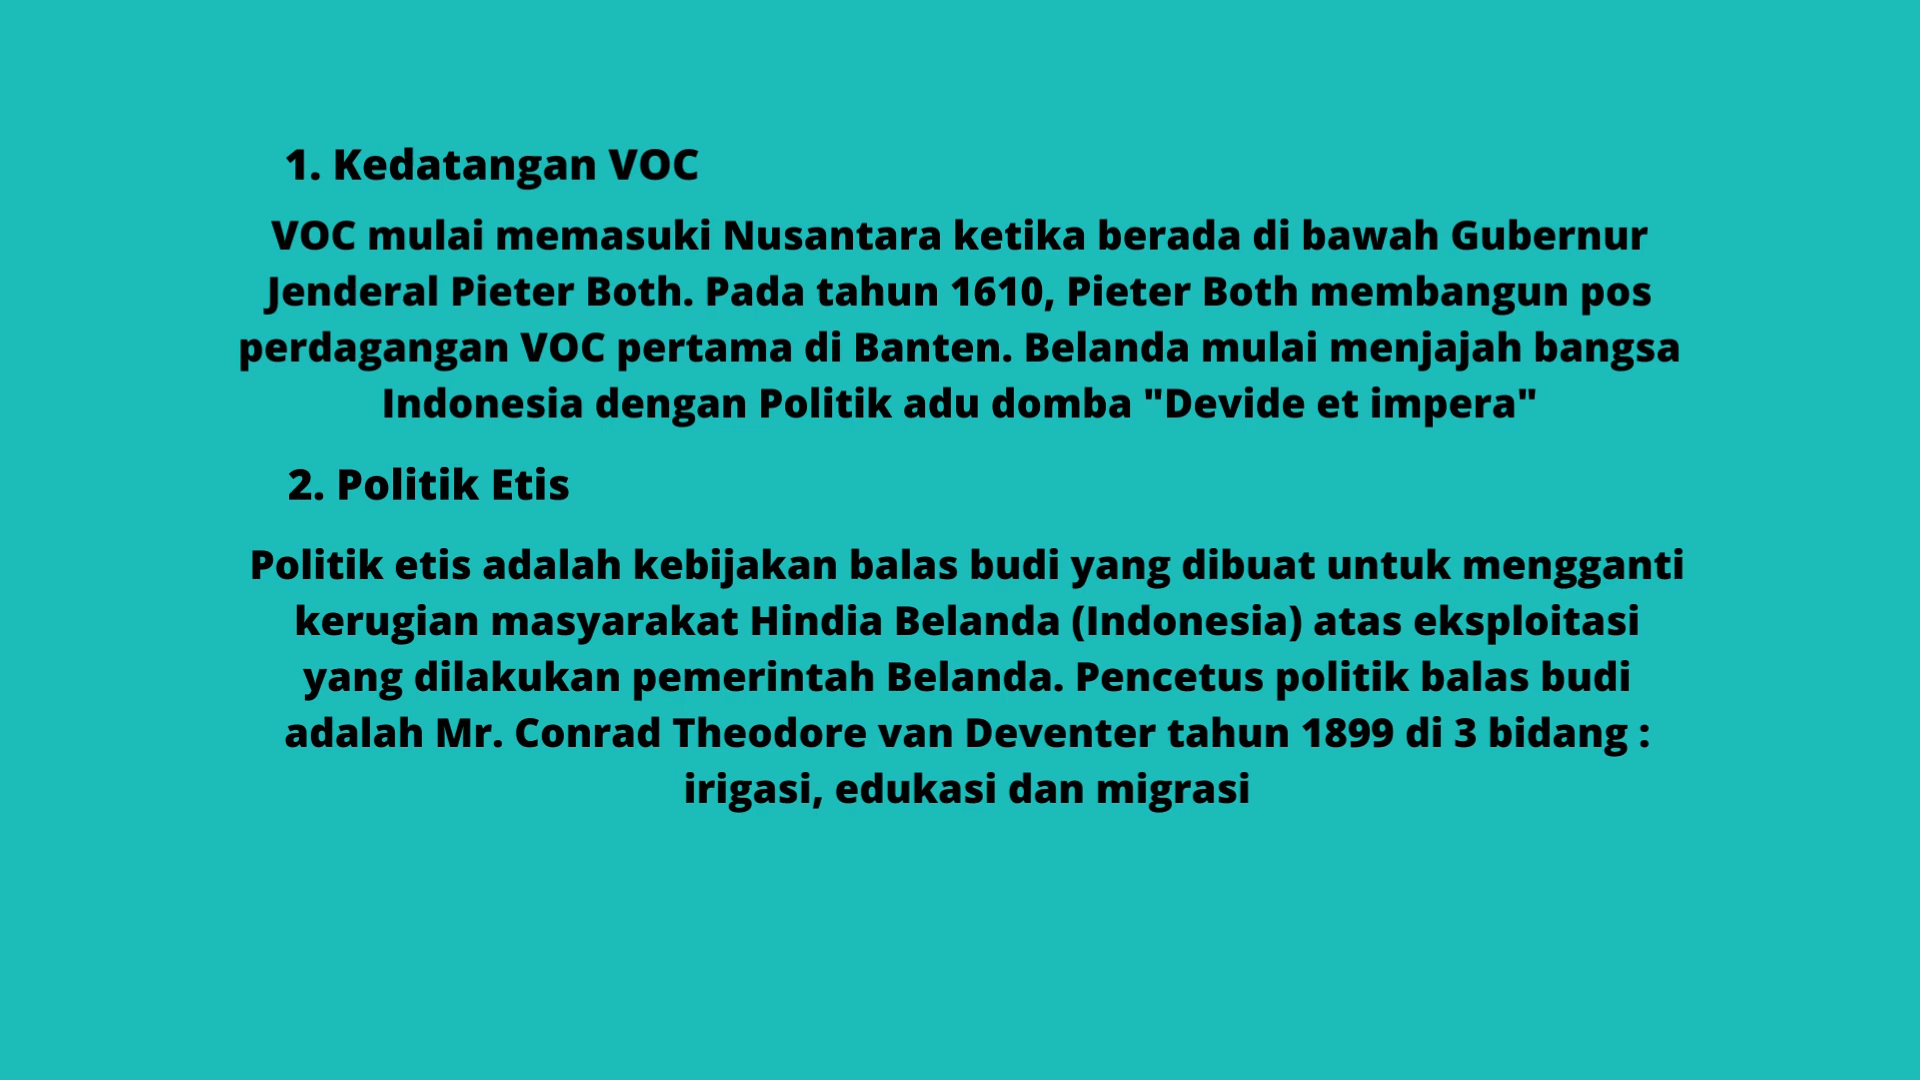 1. Kedatangan VOC
VOC mulai memasuki Nusantara ketika berada di bawah Gubernur
Jenderal Pieter Both. Pada tahun 1610, Pieter Both membangun pos
perdagangan VOC pertama di Banten. Belanda mulai menjajah bangsa
Indonesia dengan Politik adu domba "Devide et impera"
2. Politik Etis
Politik etis adalah kebijakan balas budi yang dibuat untuk mengganti
kerugian masyarakat Hindia Belanda (Indonesia) atas eksploitasi
yang dilakukan pemerintah Belanda. Pencetus politik balas budi
adalah Mr. Conrad Theodore van Deventer tahun 1899 di 3 bidang :
irigasi, edukasi dan migrasi